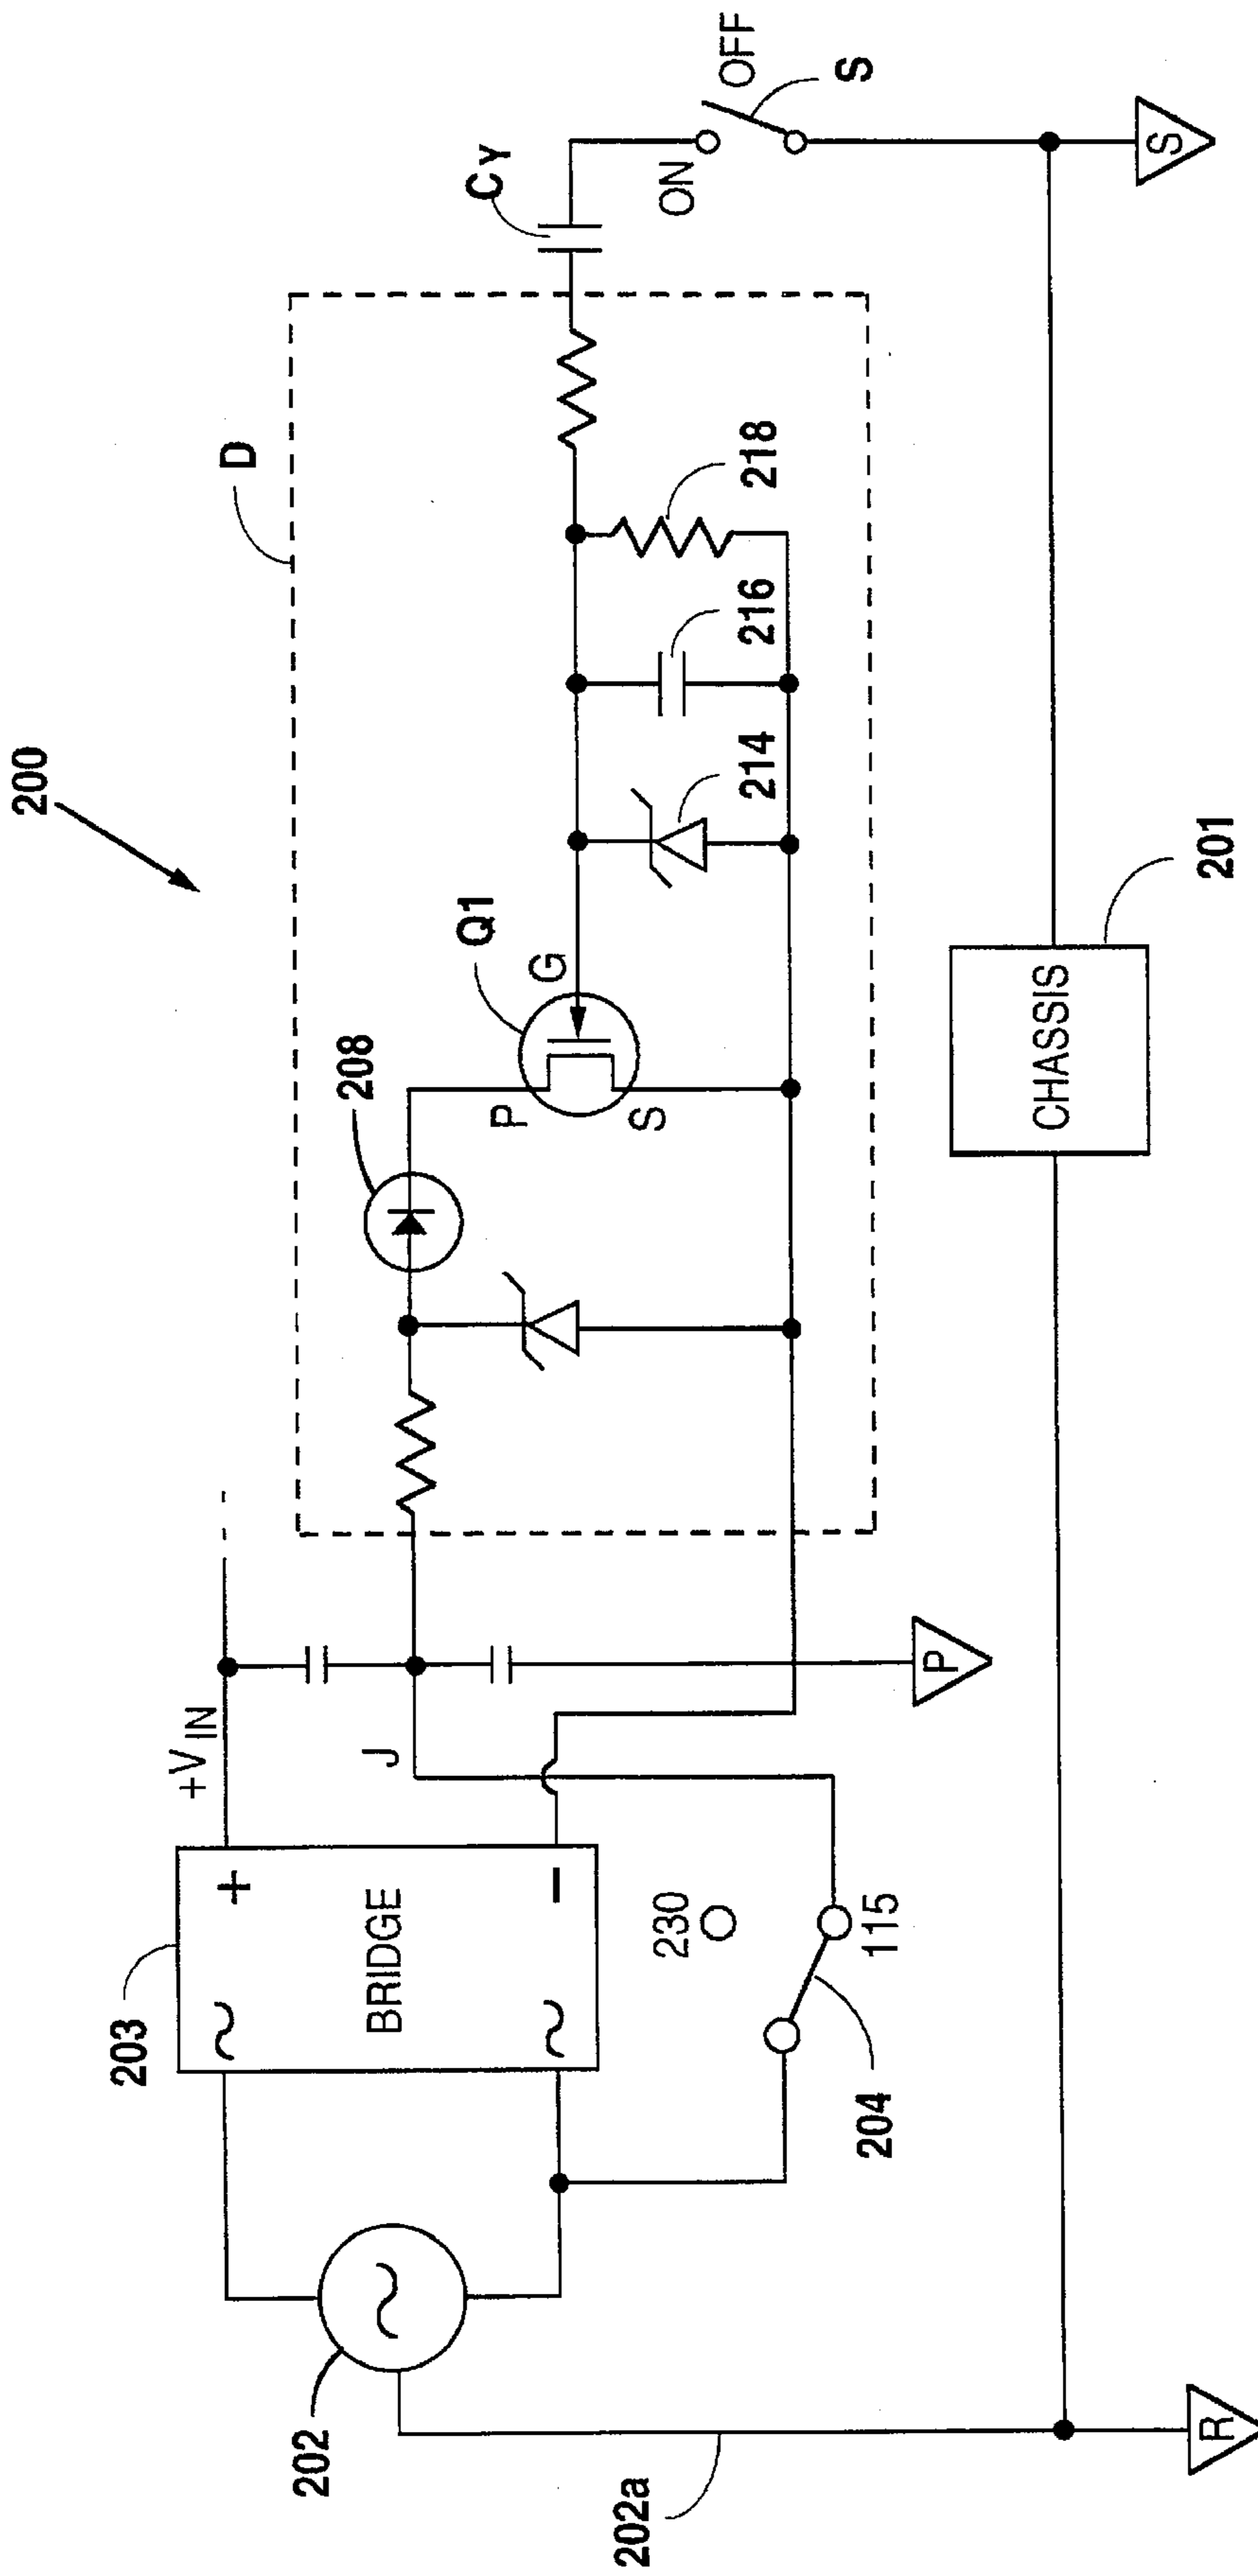 200
D
+VIN
J
203
+
BRIDGE
−
202
202a
204
230
115
P
208
P
Q1
G
S
214
216
218
CY
ON
OFF
S
201
CHASSIS
R
S